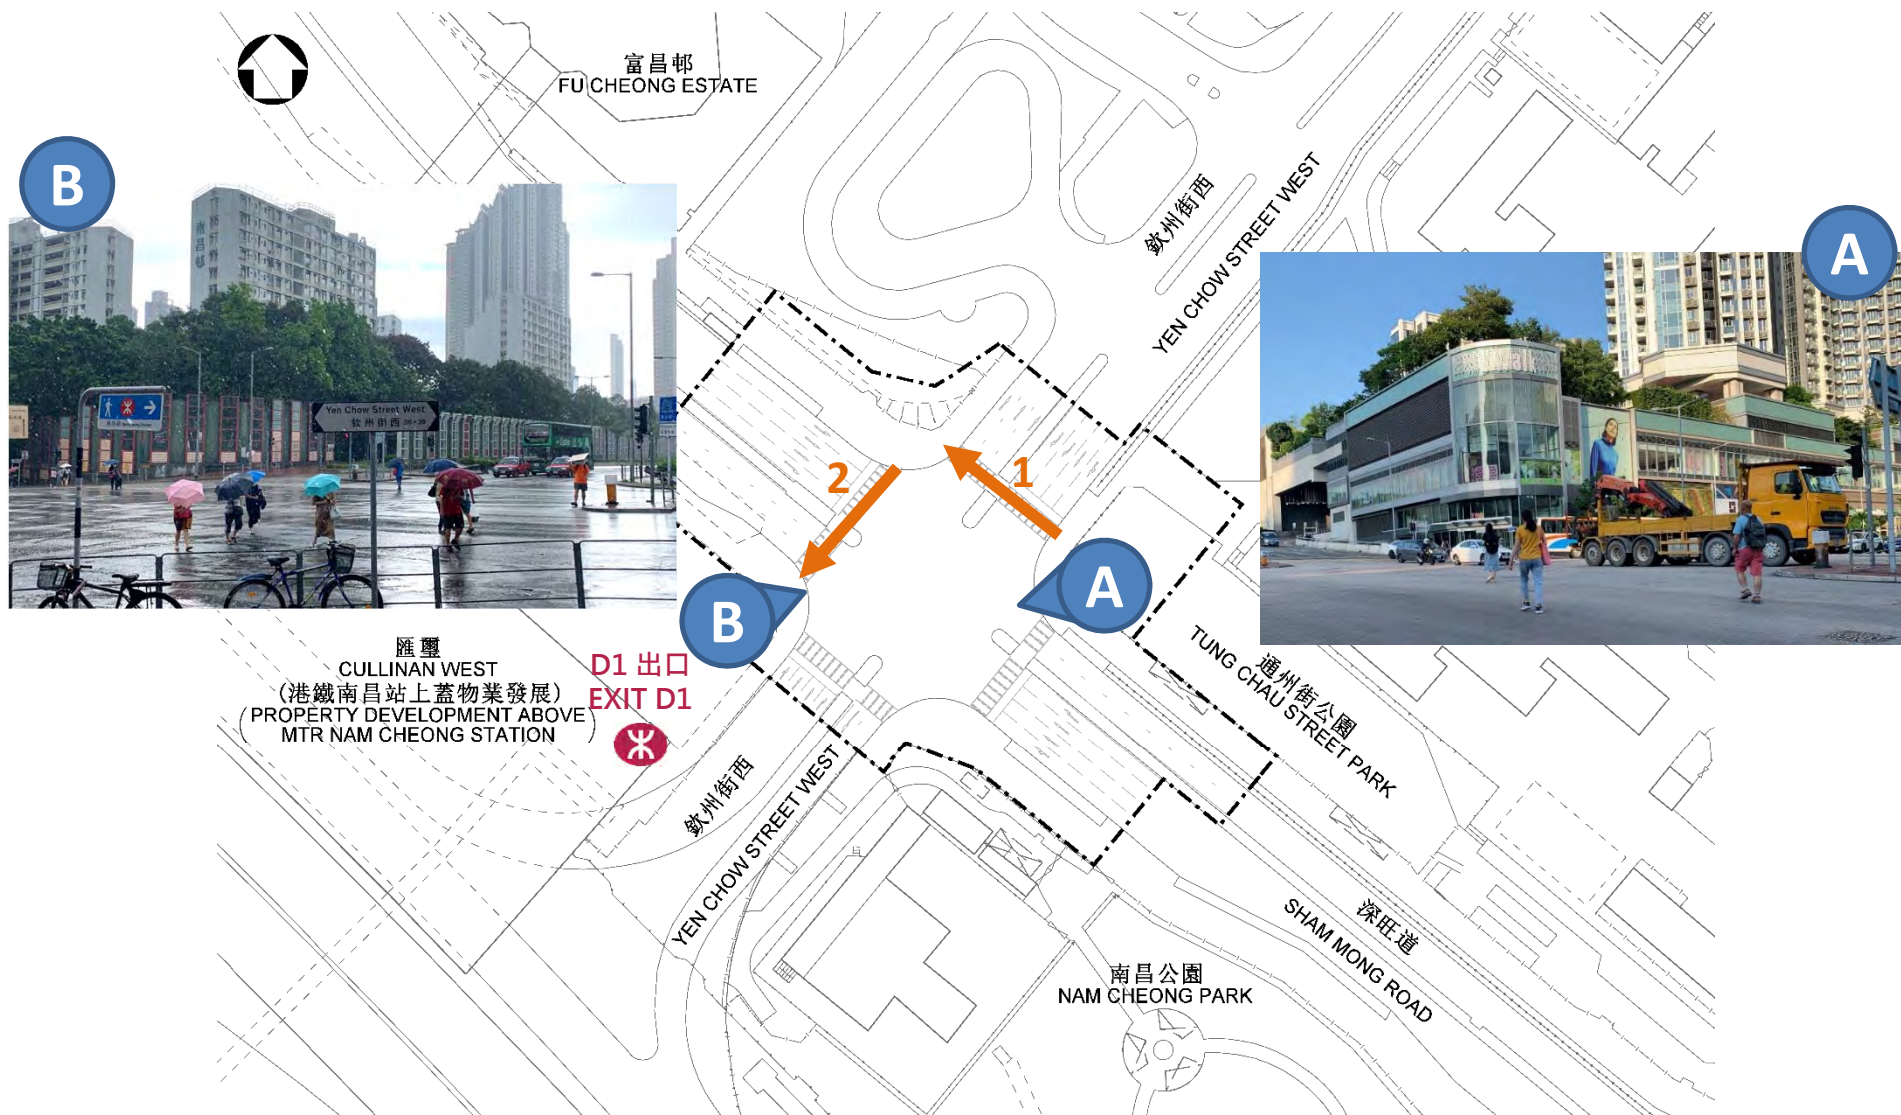 富昌邨
FU CHEONG ESTATE
B
南昌邨
Yen Chow Street West
欽州街西
欽州街西
YEN CHOW STREET WEST
A
1
2
A
B
匯璽
CULLINAN WEST
(港鐵南昌站上蓋物業發展)
(PROPERTY DEVELOPMENT ABOVE
MTR NAM CHEONG STATION)
D1 出口
EXIT D1
通州街公園
TUNG CHAU STREET PARK
欽州街西
YEN CHOW STREET WEST
深旺道
SHAM MONG ROAD
南昌公園
NAM CHEONG PARK